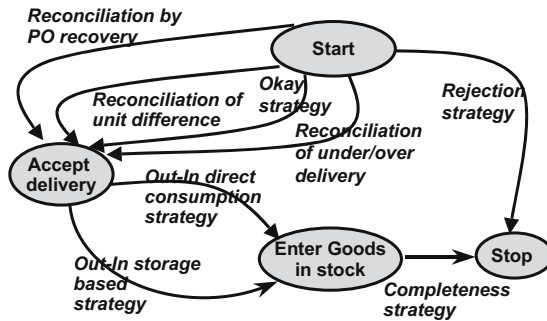 Reconciliation by
PO recovery
Start
Okay
strategy
Rejection
strategy
Reconciliation of
unit difference
Reconciliation
of under/over
delivery
Accept
delivery
Out-In direct
consumption
strategy
Enter Goods
in stock
Stop
Out-In storage
based
strategy
Completeness
strategy